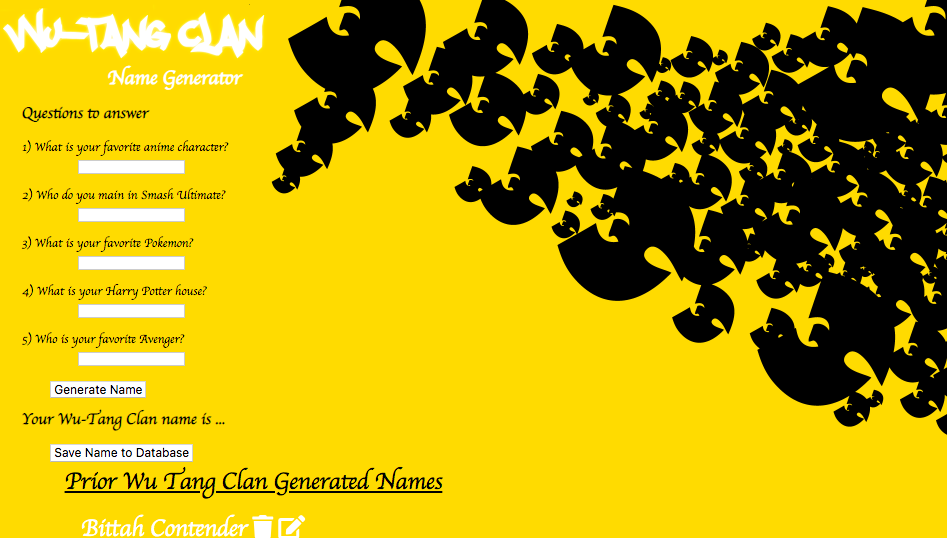 WU-TANG CLAN
Name Generator
Questions to answer
1) What is your favorite anime character?
2) Who do you main in Smash Ultimate?
3) What is your favorite Pokemon?
4) What is your Harry Potter house?
5) Who is your favorite Avenger?
Generate Name
Your Wu-Tang Clan name is ...
Save Name to Database
Prior Wu Tang Clan Generated Names
Bittah Contender